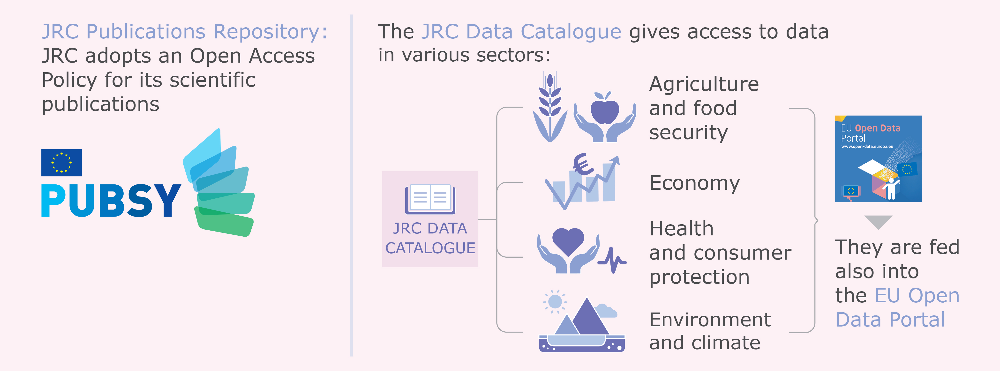 JRC Publications Repository:
JRC adopts an Open Access
Policy for its scientific
publications
PUBSY
The JRC Data Catalogue gives access to data
in various sectors:
JRC DATA
CATALOGUE
Agriculture
and food
security
Economy
€
Health
and consumer
protection
Environment
and climate
EU Open Data
Portal
www.open-data.europa.eu
They are fed
also into
the EU Open
Data Portal